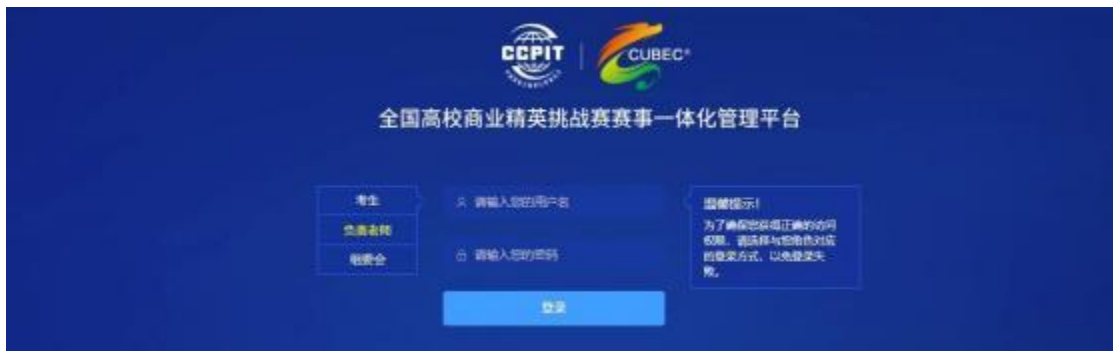 CCPIT
CUBEC®
全国高校商业精英挑战赛赛事一体化管理平台
考生
负责老师
组委会
请输入您的用户名
请输入您的密码
登录
温馨提示！
为了确保您获得正确的访问
权限，请选择与您角色对应
的登录方式，以免登录失
败。